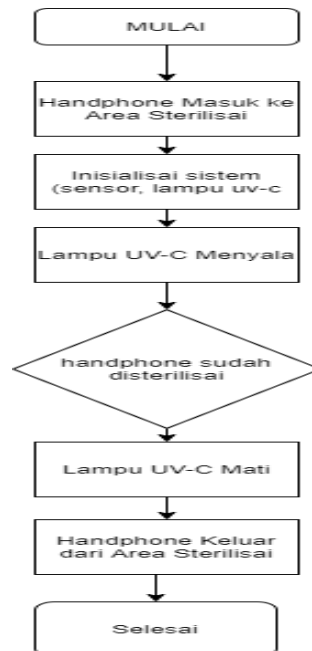 MULAI
Handphone Masuk ke
Area Sterilisai
Inisialisai sistem
(sensor, lampu uv-c
Lampu UV-C Menyala
handphone sudah
disterilisai
Lampu UV-C Mati
Handphone Keluar
dari Area Sterilisai
Selesai